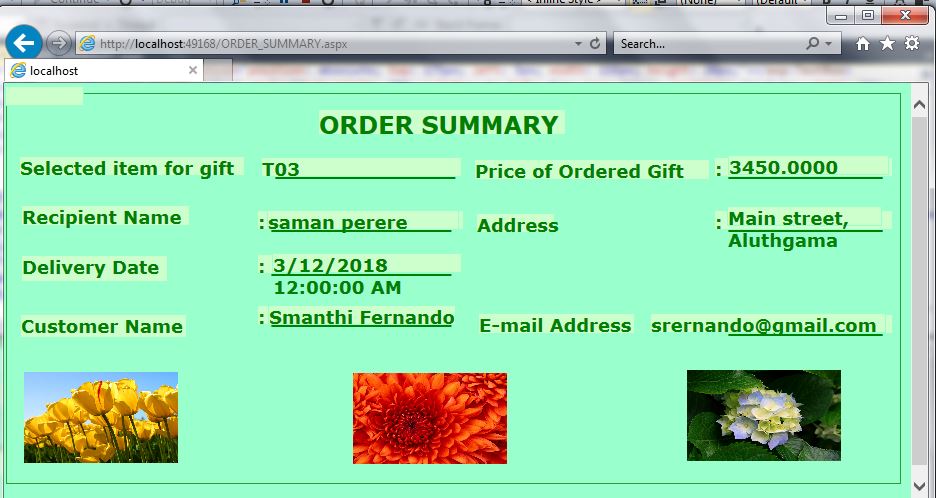 http://localhost:49168/ORDER_SUMMARY.aspx
Search...
localhost
ORDER SUMMARY
Selected item for gift T03 Price of Ordered Gift : 3450.0000
Recipient Name : saman perere Address : Main street,
Aluthgama
Delivery Date : 3/12/2018
12:00:00 AM
Customer Name : Smanthi Fernando E-mail Address srernando@gmail.com